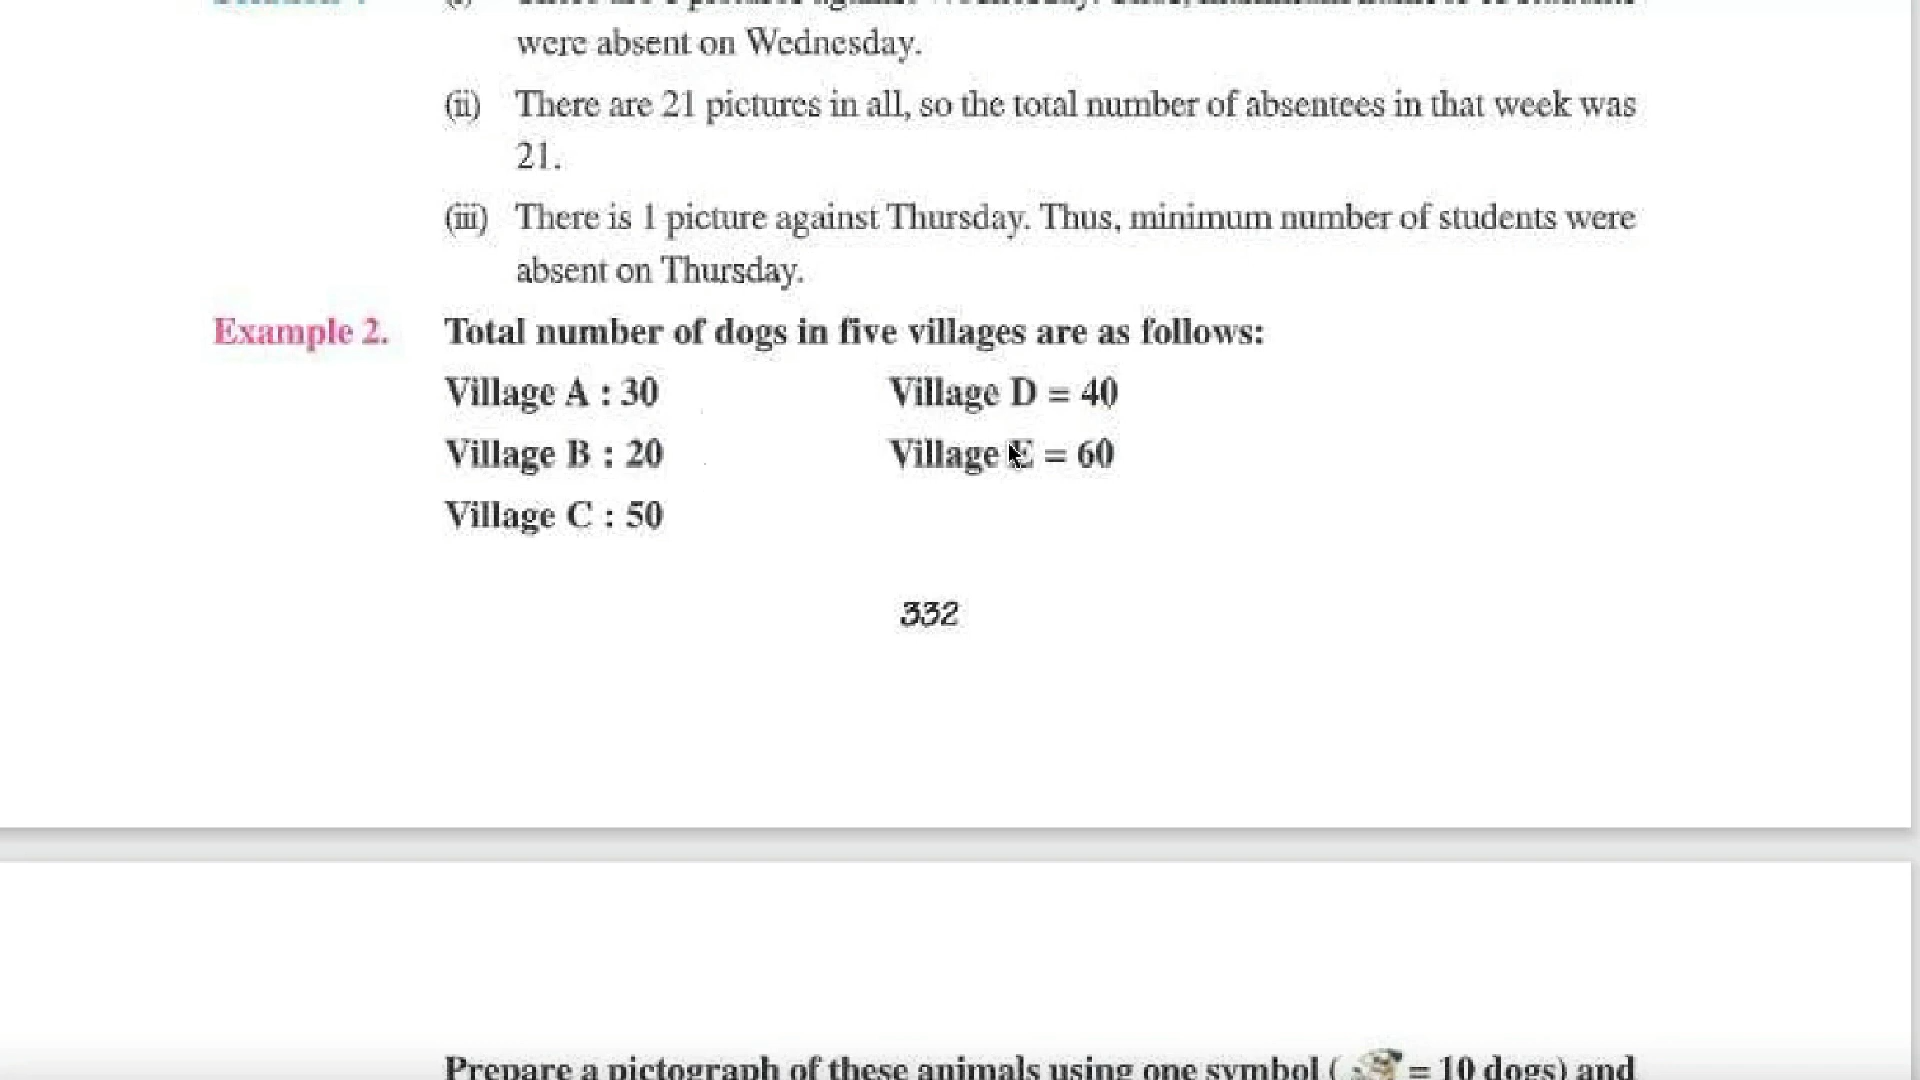 were absent on Wednesday.
(ii) There are 21 pictures in all, so the total number of absentees in that week was
21.
(iii) There is 1 picture against Thursday. Thus, minimum number of students were
absent on Thursday.
Example 2. Total number of dogs in five villages are as follows:
Village A : 30 Village D = 40
Village B : 20 Village E = 60
Village C : 50
332
Prepare a pictograph of these animals using one symbol ( = 10 dogs) and